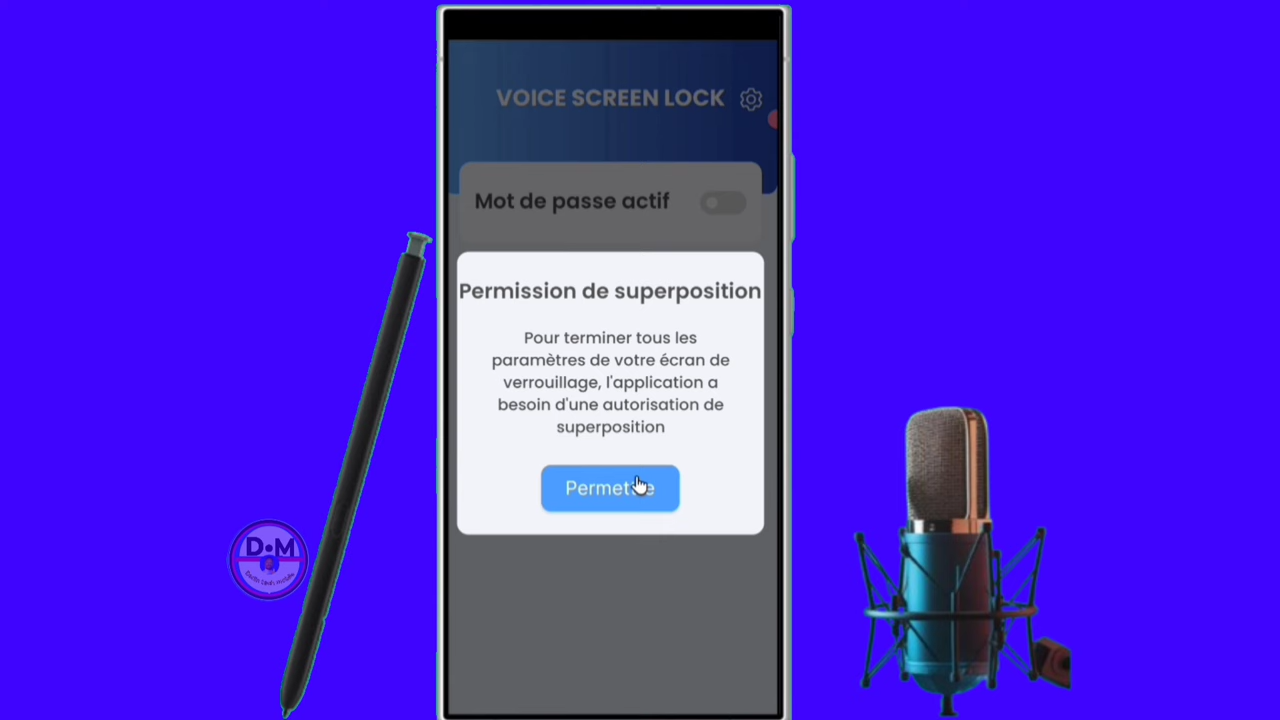 VOICE SCREEN LOCK
Mot de passe actif
Permission de superposition
Pour terminer tous les
paramètres de votre écran de
verrouillage, l'application a
besoin d'une autorisation de
superposition
Permettre
D•M